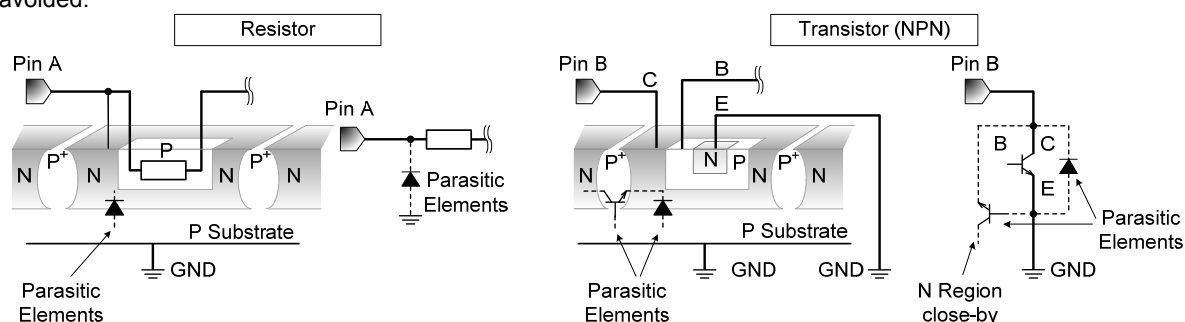 avoided.
Resistor
Transistor (NPN)
Pin A
Pin A
N
P+
N
P
N
P+
N
Parasitic
Elements
P Substrate
GND
Parasitic
Elements
Pin B
C
B
E
N
P+
N
P
P+
N
N
P Substrate
GND
GND
Parasitic
Elements
Pin B
B
C
E
Parasitic
Elements
GND
N Region
close-by